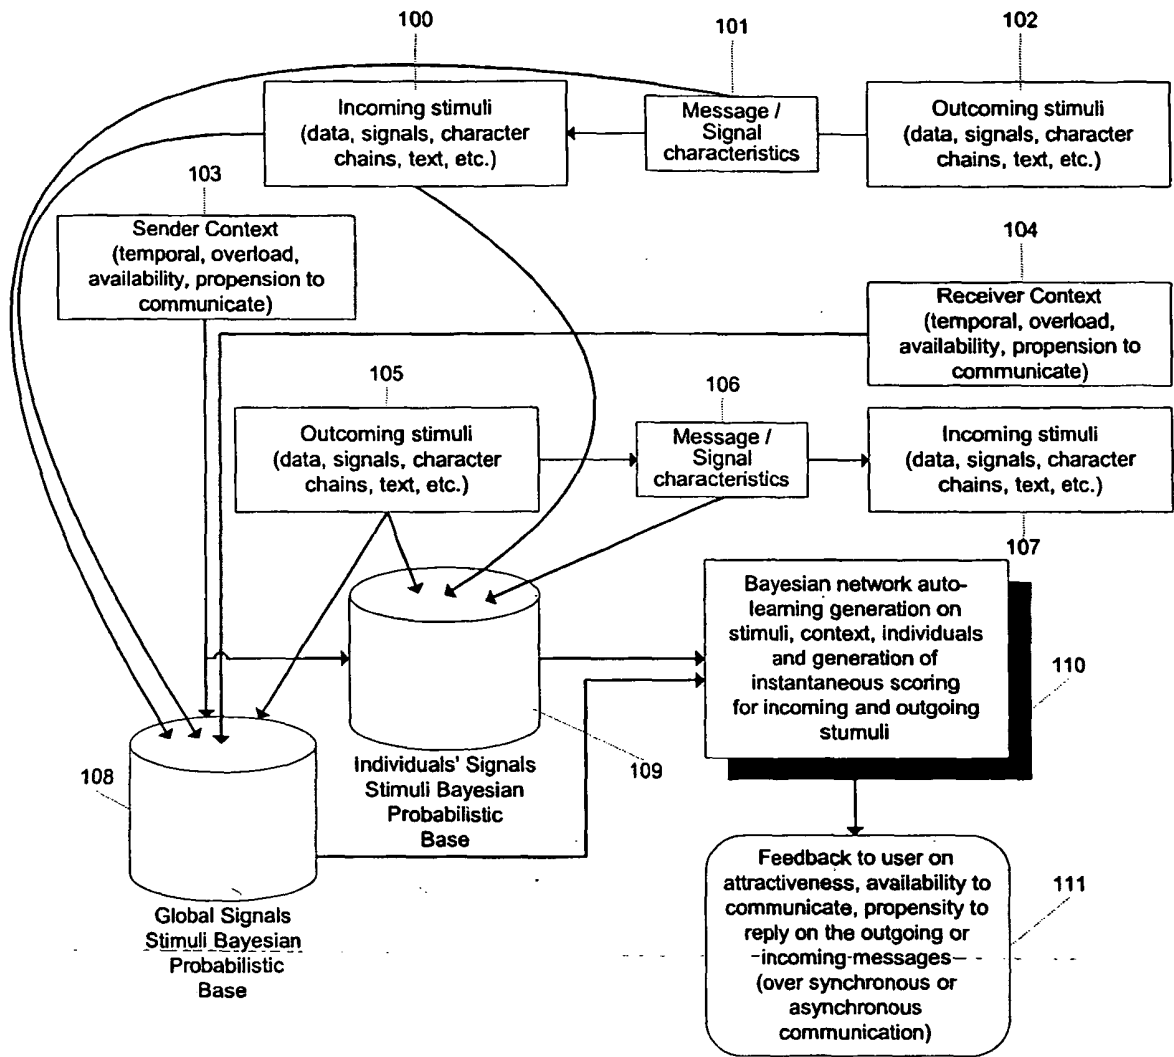 100
101
102
Incoming stimuli
(data, signals, character
chains, text, etc.)
Message /
Signal
characteristics
Outcoming stimuli
(data, signals, character
chains, text, etc.)
103
Sender Context
(temporal, overload,
availability, propension to
communicate)
104
Receiver Context
(temporal, overload,
availability, propension to
communicate)
105
Outcoming stimuli
(data, signals, character
chains, text, etc.)
106
Message /
Signal
characteristics
Incoming stimuli
(data, signals, character
chains, text, etc.)
107
Bayesian network auto-
learning generation on
stimuli, context, individuals
and generation of
instantaneous scoring
for incoming and outgoing
stumuli
110
108
Individuals' Signals
Stimuli Bayesian
Probabilistic
Base
109
Global Signals
Stimuli Bayesian
Probabilistic
Base
Feedback to user on
attractiveness, availability to
communicate, propensity to
reply on the outgoing or
incoming messages
(over synchronous or
asynchronous
communication)
111